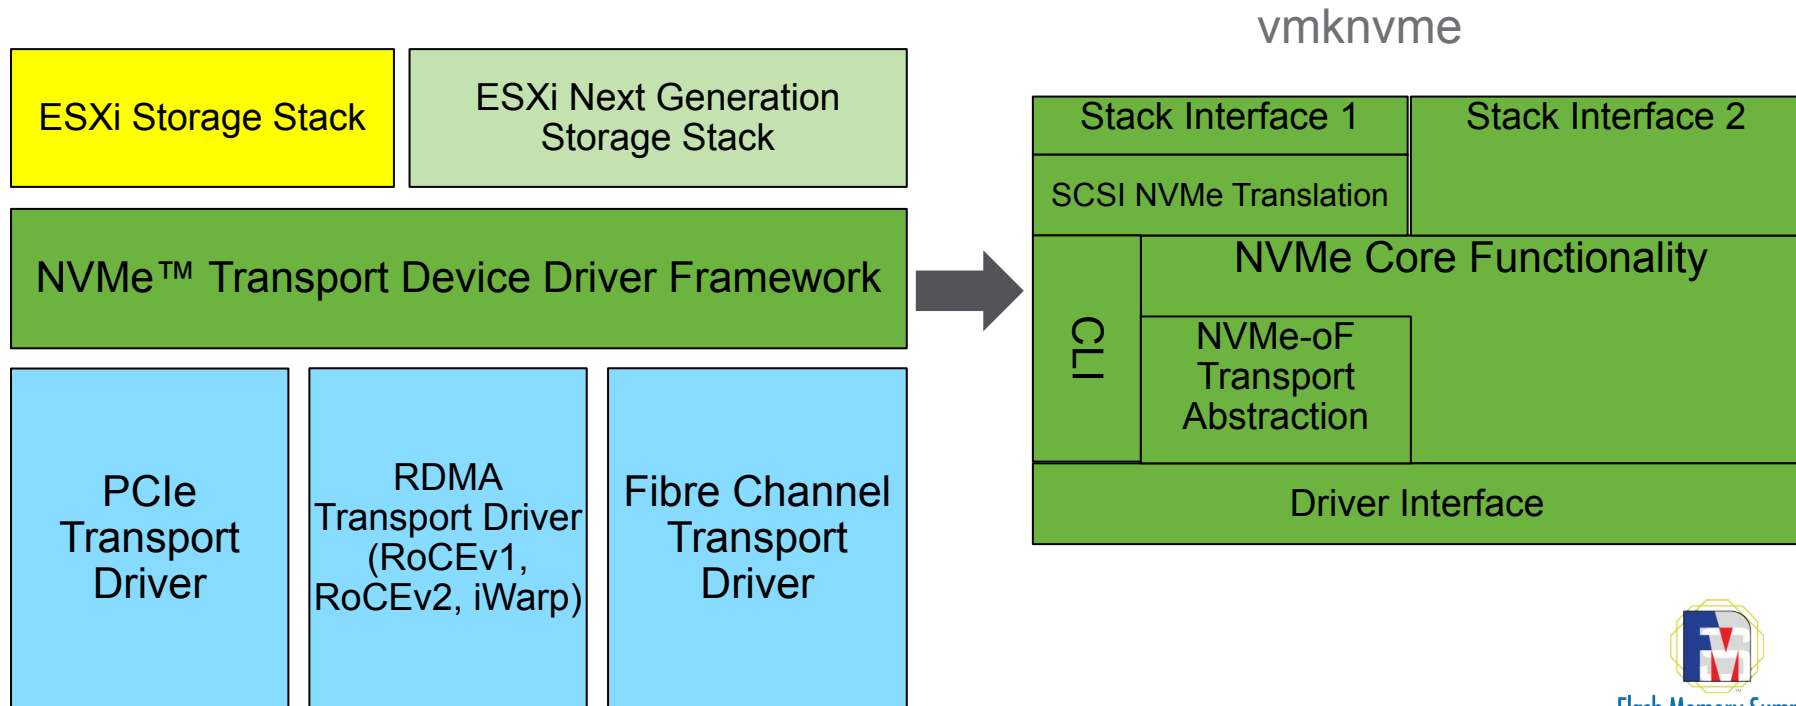 vmknvme
ESXi Storage Stack
ESXi Next Generation
Storage Stack
NVMe™ Transport Device Driver Framework
PCIe
Transport
Driver
RDMA
Transport Driver
(RoCEv1,
RoCEv2, iWarp)
Fibre Channel
Transport
Driver
Stack Interface 1
Stack Interface 2
SCSI NVMe Translation
NVMe Core Functionality
CLI
NVMe-oF
Transport
Abstraction
Driver Interface
Flash Memory